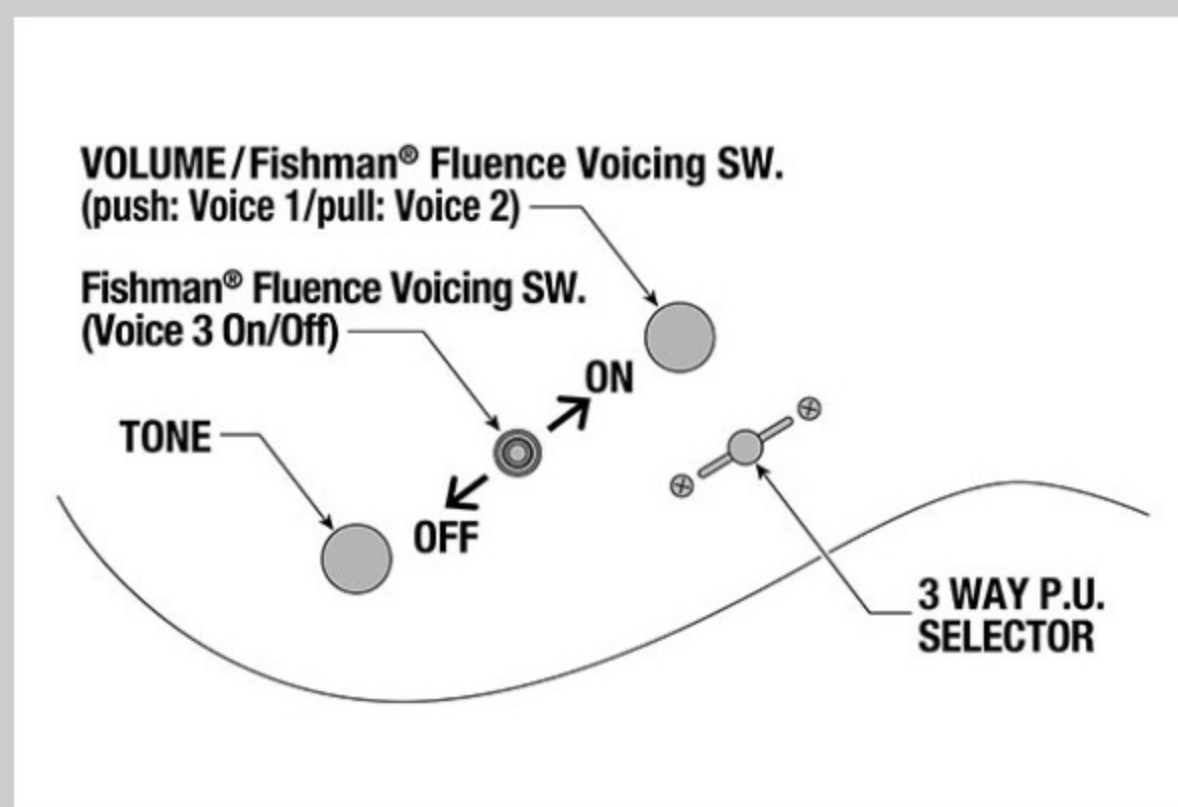 VOLUME/Fishman® Fluence Voicing SW.
(push: Voice 1/pull: Voice 2)
Fishman® Fluence Voicing SW.
(Voice 3 On/Off)
ON
TONE
OFF
3 WAY P.U.
SELECTOR